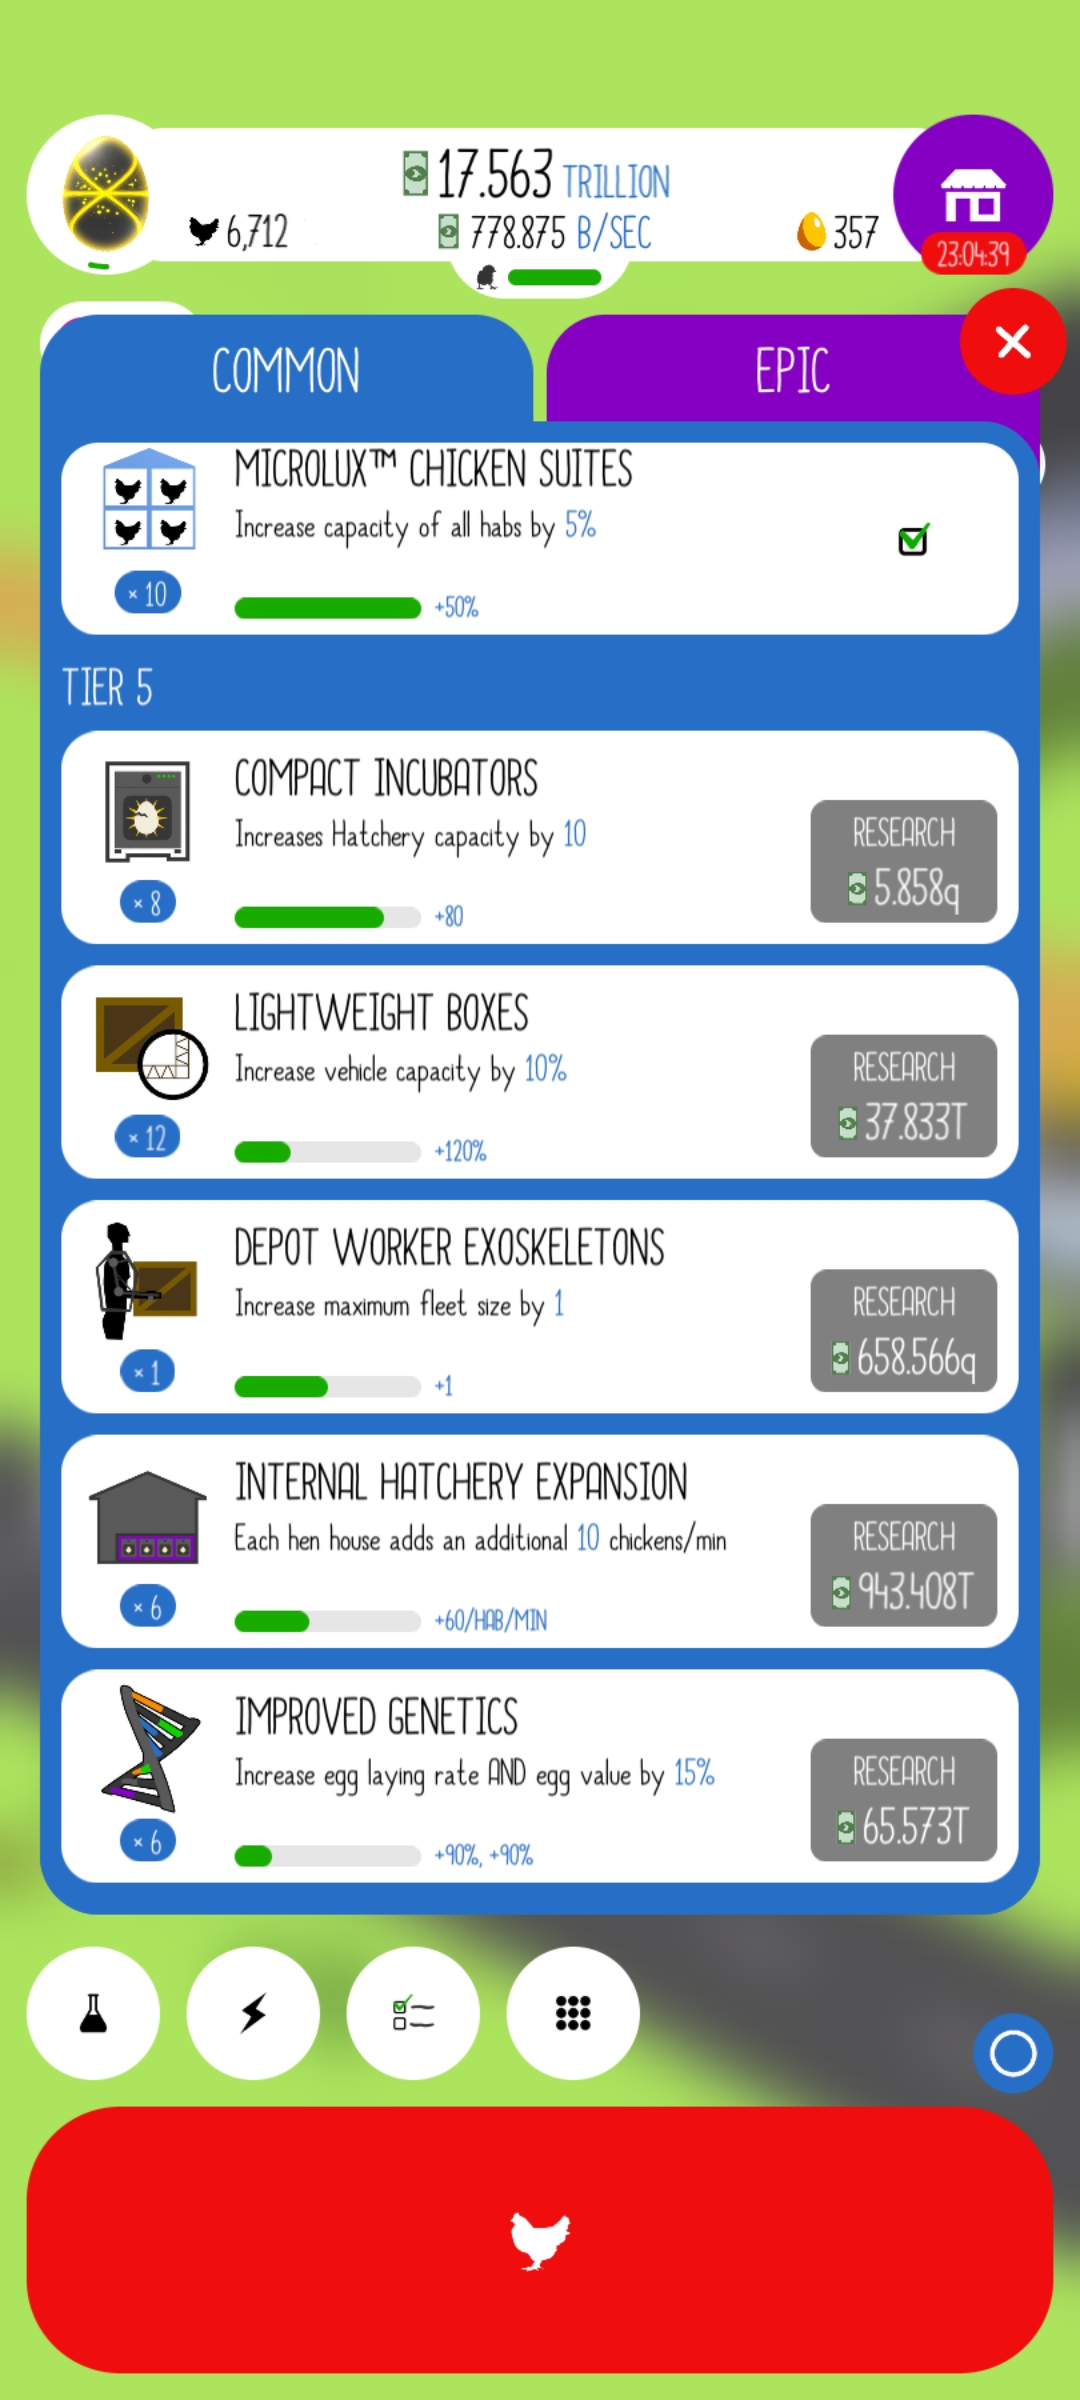 17.563 TRILLION
6,712
778.875 B/SEC
357
23:04:39
COMMON
EPIC
MICROLUX™ CHICKEN SUITES
Increase capacity of all habs by 5%
× 10
+50%
TIER 5
COMPACT INCUBATORS
Increases Hatchery capacity by 10
× 8
+80
RESEARCH
5.858q
LIGHTWEIGHT BOXES
Increase vehicle capacity by 10%
× 12
+120%
RESEARCH
37.833T
DEPOT WORKER EXOSKELETONS
Increase maximum fleet size by 1
× 1
+1
RESEARCH
658.566q
INTERNAL HATCHERY EXPANSION
Each hen house adds an additional 10 chickens/min
× 6
+60/HAB/MIN
RESEARCH
943.408T
IMPROVED GENETICS
Increase egg laying rate AND egg value by 15%
× 6
+90%, +90%
RESEARCH
65.573T